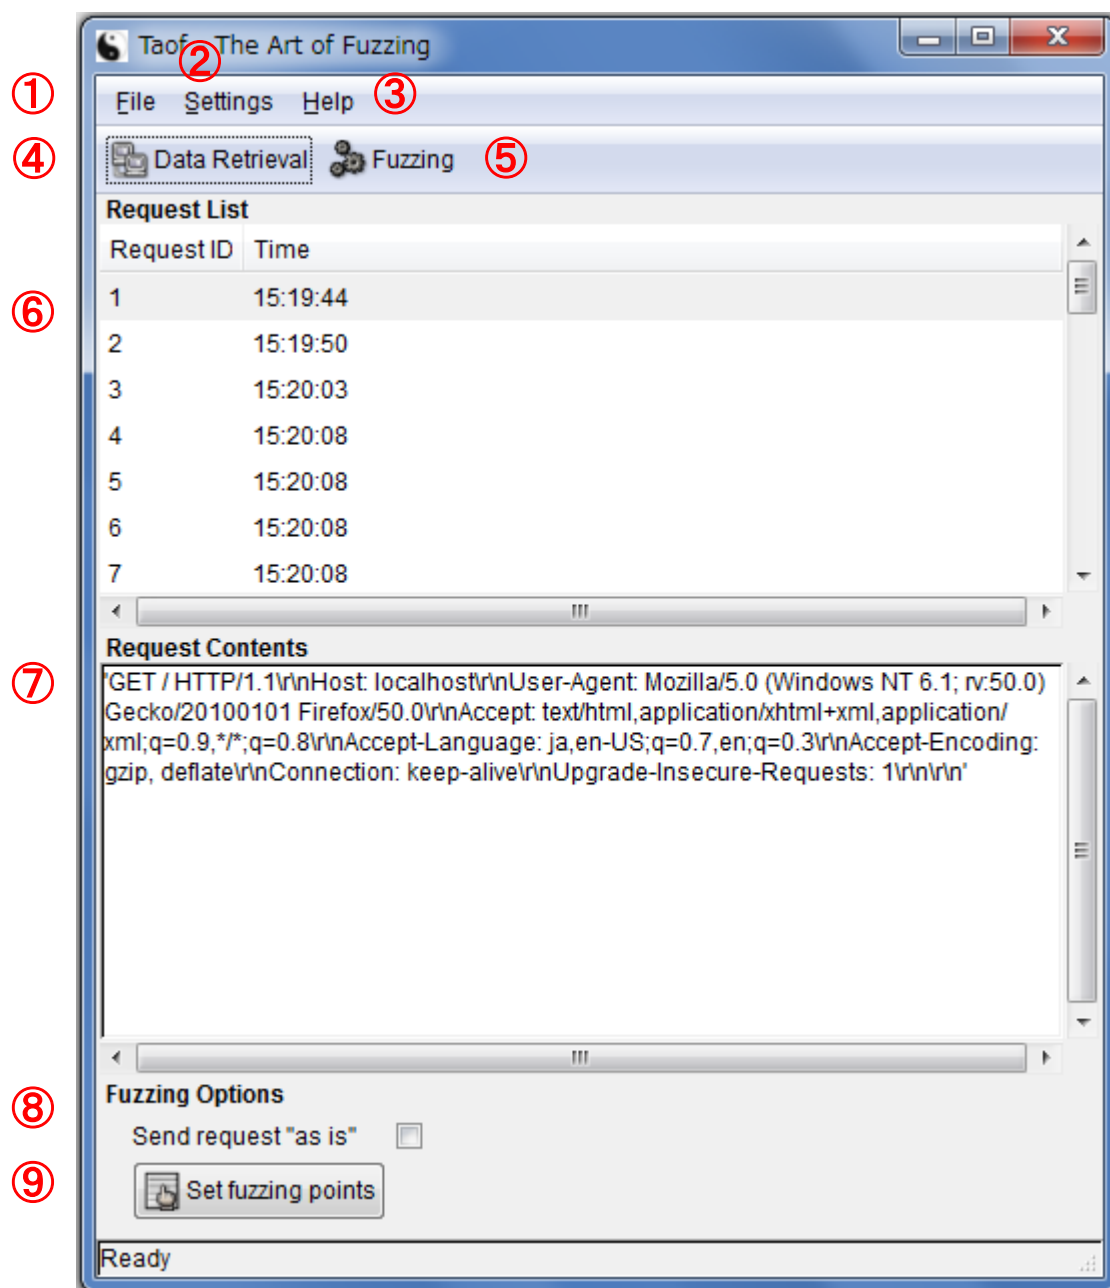 Taof - The Art of Fuzzing
②
① File Settings Help ③
④ Data Retrieval Fuzzing ⑤
Request List
Request ID Time
1 15:19:44
⑥
2 15:19:50
3 15:20:03
4 15:20:08
5 15:20:08
6 15:20:08
7 15:20:08
Request Contents
⑦ 'GET / HTTP/1.1\r\nHost: localhost\r\nUser-Agent: Mozilla/5.0 (Windows NT 6.1; rv:50.0)
Gecko/20100101 Firefox/50.0\r\nAccept: text/html,application/xhtml+xml,application/
xml;q=0.9,*/*;q=0.8\r\nAccept-Language: ja,en-US;q=0.7,en;q=0.3\r\nAccept-Encoding:
gzip, deflate\r\nConnection: keep-alive\r\nUpgrade-Insecure-Requests: 1\r\n\r\n'
Fuzzing Options
⑧
Send request "as is"
⑨ Set fuzzing points
Ready